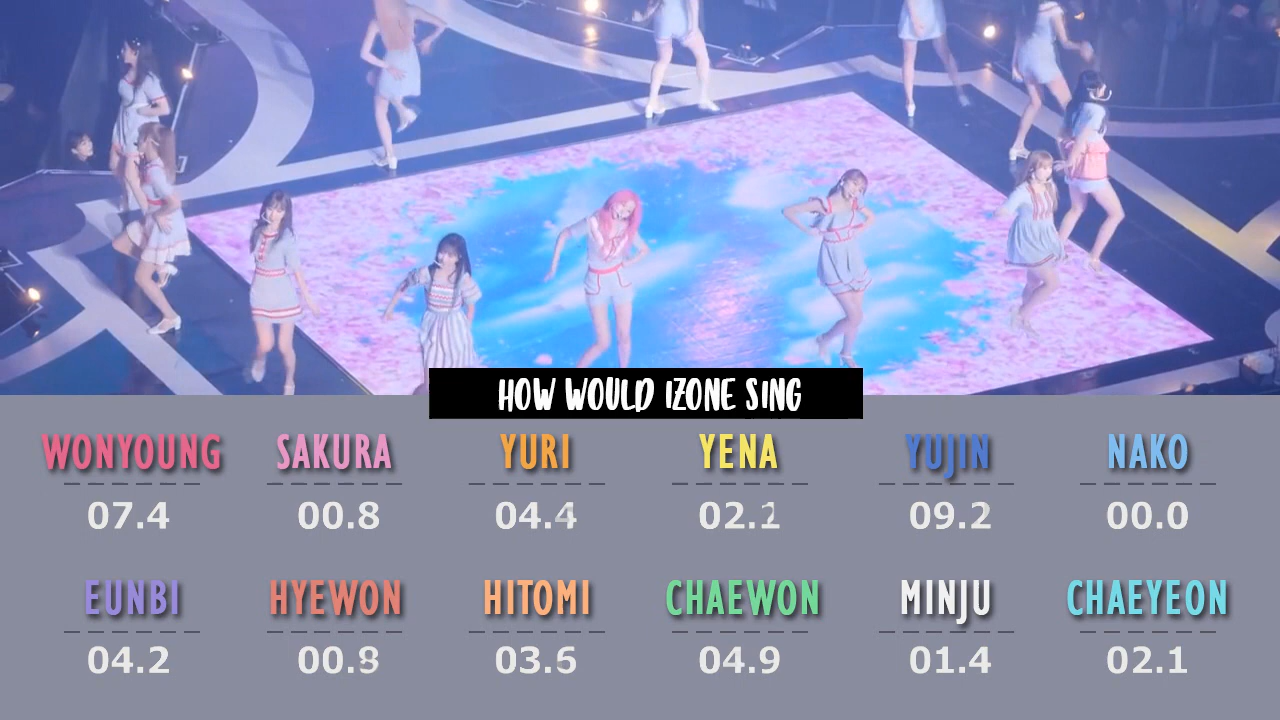 HOW WOULD IZONE SING
WONYOUNG SAKURA YURI YENA YUJIN NAKO
07.4 00.8 04.4 02.1 09.2 00.0
EUNBI HYEWON HITOMI CHAEWON MINJU CHAEYEON
04.2 00.8 03.6 04.9 01.4 02.1